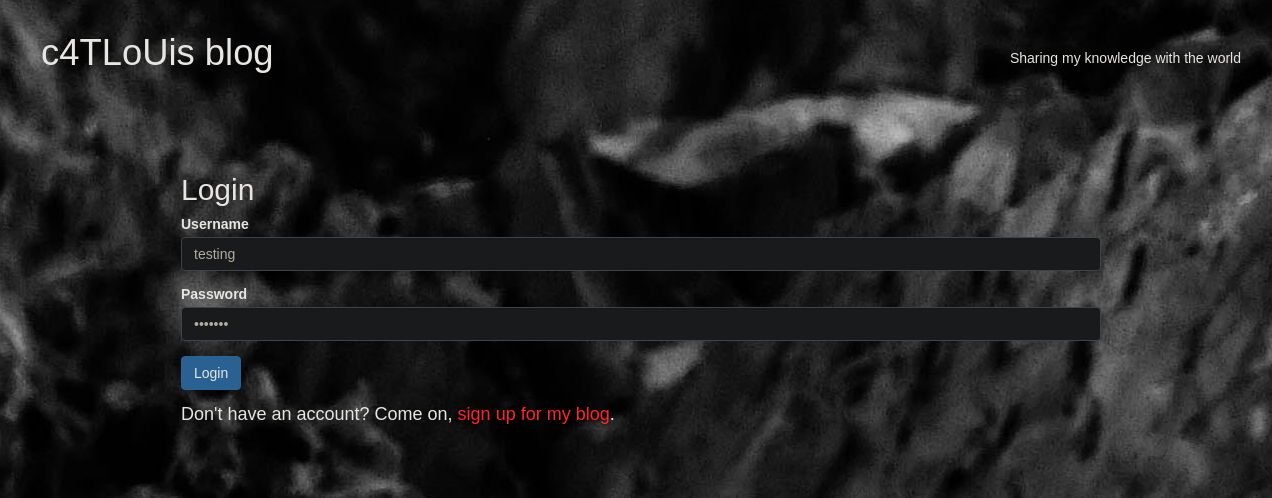 c4TLoUis blog
Sharing my knowledge with the world
Login
Username
testing
Password
•••••••
Login
Don't have an account? Come on, sign up for my blog.